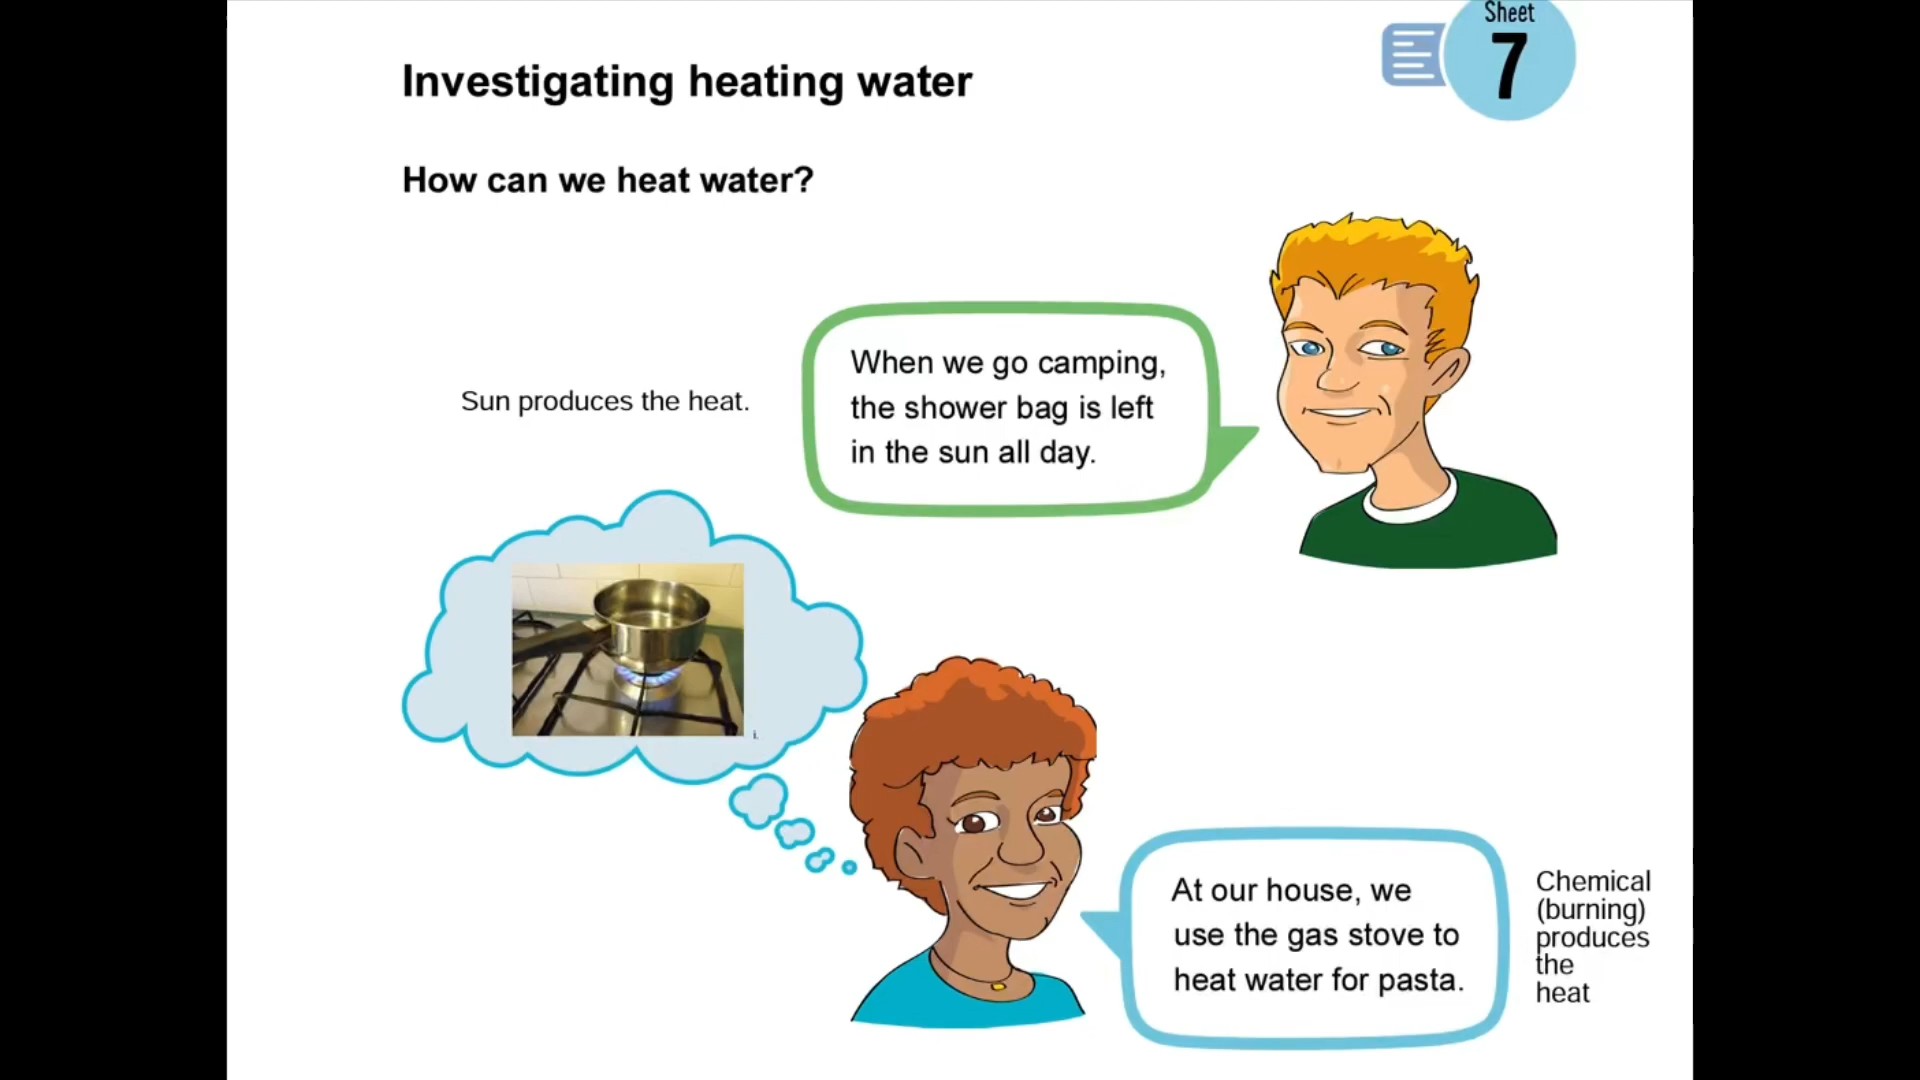 Sheet
7
Investigating heating water
How can we heat water?
When we go camping,
the shower bag is left
in the sun all day.
Sun produces the heat.
i.
At our house, we
use the gas stove to
heat water for pasta.
Chemical
(burning)
produces
the
heat